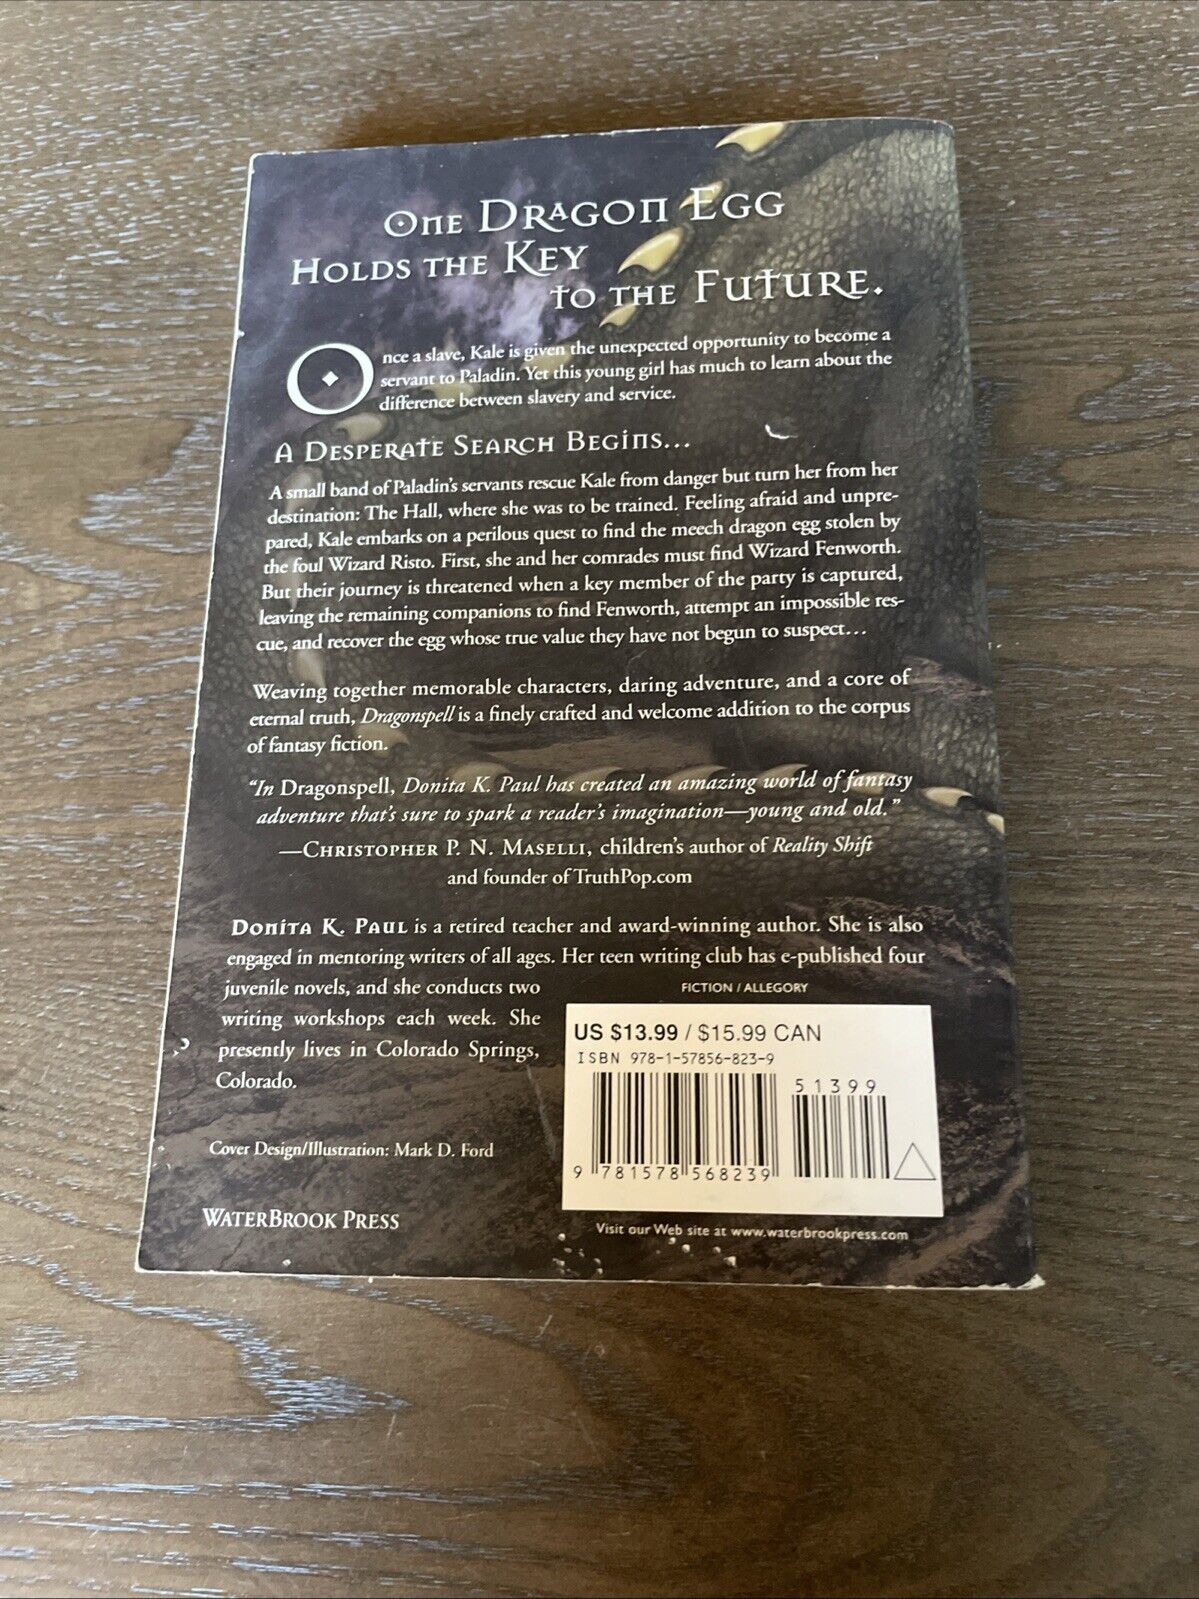 One Dragon Egg
Holds the Key
to the Future.
Once a slave, Kale is given the unexpected opportunity to become a
servant to Paladin. Yet this young girl has much to learn about the
difference between slavery and service.
A Desperate Search Begins...
A small band of Paladin's servants rescue Kale from danger but turn her from her
destination: The Hall, where she was to be trained. Feeling afraid and unpre-
pared, Kale embarks on a perilous quest to find the meech dragon egg stolen by
the foul Wizard Risto. First, she and her comrades must find Wizard Fenworth.
But their journey is threatened when a key member of the party is captured,
leaving the remaining companions to find Fenworth, attempt an impossible res-
cue, and recover the egg whose true value they have not begun to suspect...
Weaving together memorable characters, daring adventure, and a core of
eternal truth, Dragonspell is a finely crafted and welcome addition to the corpus
of fantasy fiction.
"In Dragonspell, Donita K. Paul has created an amazing world of fantasy
adventure that's sure to spark a reader's imagination—young and old."
—Christopher P. N. Maselli, children's author of Reality Shift
and founder of TruthPop.com
Donita K. Paul is a retired teacher and award-winning author. She is also
engaged in mentoring writers of all ages. Her teen writing club has e-published four
juvenile novels, and she conducts two
writing workshops each week. She
presently lives in Colorado Springs,
Colorado.
Cover Design/Illustration: Mark D. Ford
WaterBrook Press
FICTION / ALLEGORY
US $13.99 / $15.99 CAN
ISBN 978-1-57856-823-9
51399
9 781578 568239
Visit our Web site at www.waterbrookpress.com